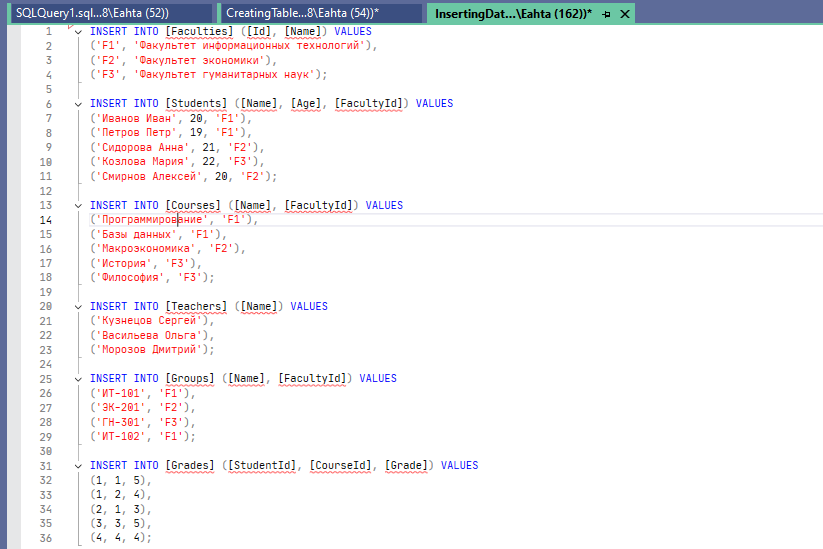 SQLQuery1.sql...8\Eahta (52))
CreatingTable...8\Eahta (54))*
InsertingDat...\Eahta (162))*
1 INSERT INTO [Faculties] ([Id], [Name]) VALUES
2 ('F1', 'Факультет информационных технологий'),
3 ('F2', 'Факультет экономики'),
4 ('F3', 'Факультет гуманитарных наук');
5
6 INSERT INTO [Students] ([Name], [Age], [FacultyId]) VALUES
7 ('Иванов Иван', 20, 'F1'),
8 ('Петров Петр', 19, 'F1'),
9 ('Сидорова Анна', 21, 'F2'),
10 ('Козлова Мария', 22, 'F3'),
11 ('Смирнов Алексей', 20, 'F2');
12
13 INSERT INTO [Courses] ([Name], [FacultyId]) VALUES
14 ('Программирование', 'F1'),
15 ('Базы данных', 'F1'),
16 ('Макроэкономика', 'F2'),
17 ('История', 'F3'),
18 ('Философия', 'F3');
19
20 INSERT INTO [Teachers] ([Name]) VALUES
21 ('Кузнецов Сергей'),
22 ('Васильева Ольга'),
23 ('Морозов Дмитрий');
24
25 INSERT INTO [Groups] ([Name], [FacultyId]) VALUES
26 ('ИТ-101', 'F1'),
27 ('ЭК-201', 'F2'),
28 ('ГН-301', 'F3'),
29 ('ИТ-102', 'F1');
30
31 INSERT INTO [Grades] ([StudentId], [CourseId], [Grade]) VALUES
32 (1, 1, 5),
33 (1, 2, 4),
34 (2, 1, 3),
35 (3, 3, 5),
36 (4, 4, 4);